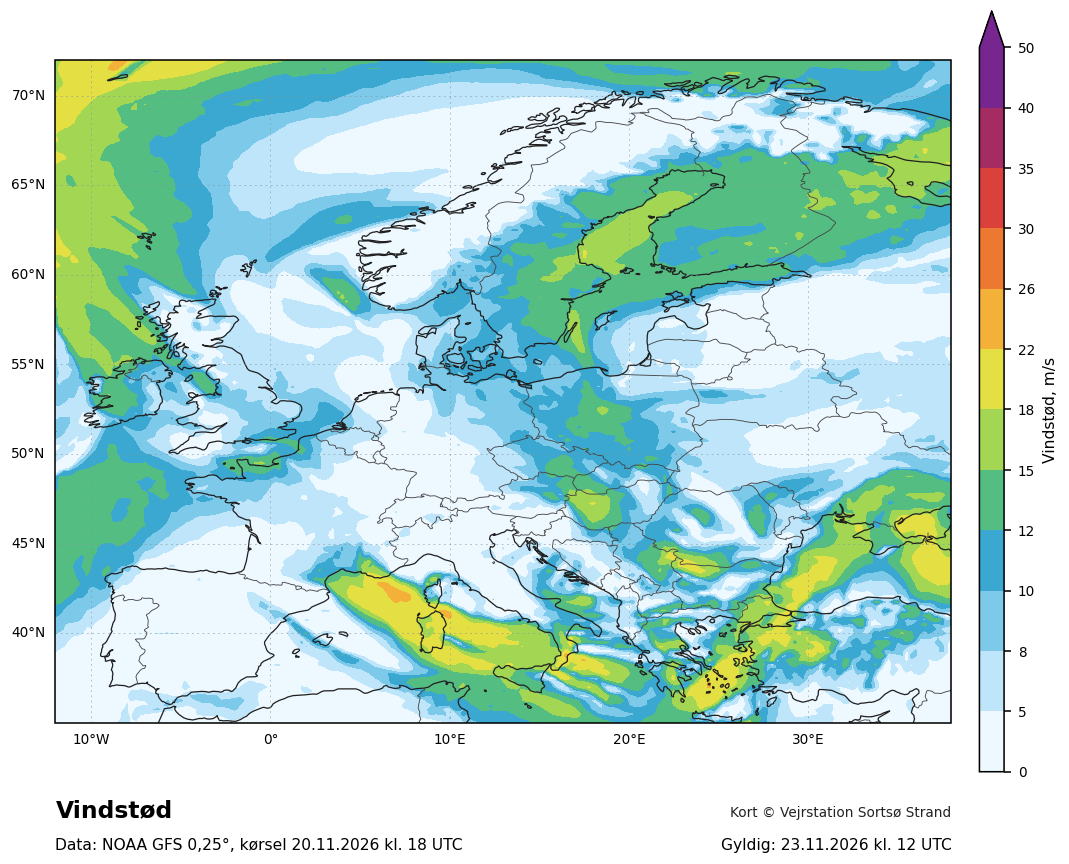 70°N
65°N
60°N
55°N
50°N
45°N
40°N
10°W
0°
10°E
20°E
30°E
50
40
35
30
26
22
18
15
12
10
8
5
0
Vindstød, m/s
Vindstød
Kort © Vejrstation Sortsø Strand
Data: NOAA GFS 0,25°, kørsel 20.11.2026 kl. 18 UTC
Gyldig: 23.11.2026 kl. 12 UTC